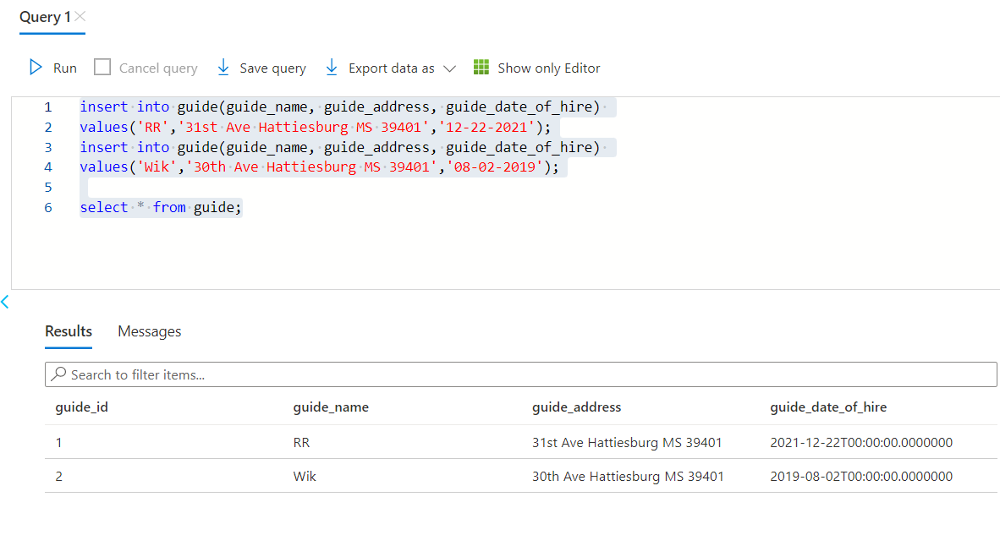 Query 1
Run Cancel query Save query Export data as Show only Editor
1 insert into guide(guide_name, guide_address, guide_date_of_hire)
2 values('RR','31st Ave Hattiesburg MS 39401','12-22-2021');
3 insert into guide(guide_name, guide_address, guide_date_of_hire)
4 values('Wik','30th Ave Hattiesburg MS 39401','08-02-2019');
5
6 select * from guide;
Results Messages
Search to filter items...
guide_id guide_name guide_address guide_date_of_hire
1 RR 31st Ave Hattiesburg MS 39401 2021-12-22T00:00:00.0000000
2 Wik 30th Ave Hattiesburg MS 39401 2019-08-02T00:00:00.0000000